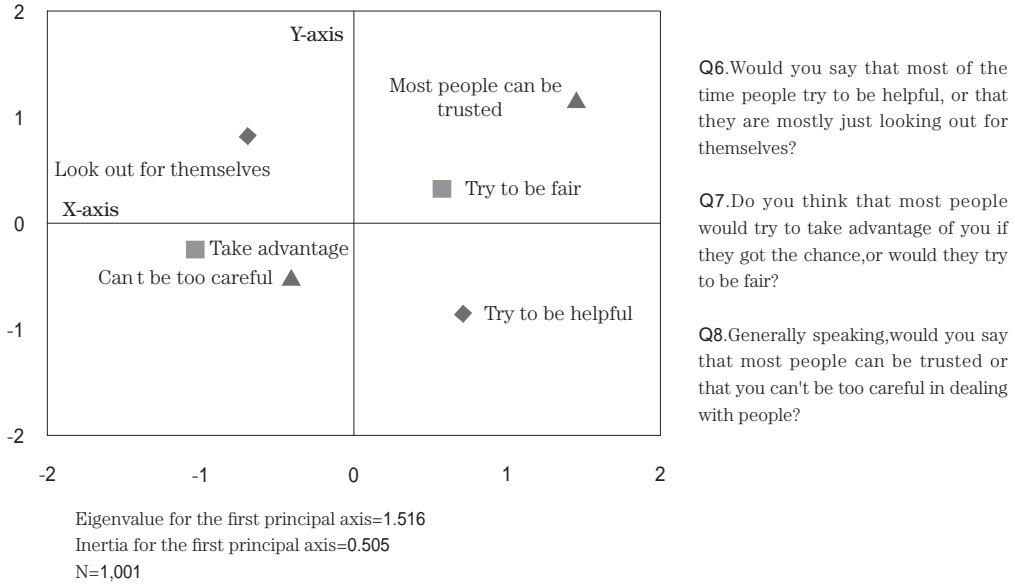 2
Y-axis
Most people can be
trusted
1
Look out for themselves
Try to be fair
X-axis
0
Take advantage
Can t be too careful
Try to be helpful
-1
-2
-2
-1
0
1
2
Eigenvalue for the first principal axis=1.516
Inertia for the first principal axis=0.505
N=1,001
Q6.Would you say that most of the
time people try to be helpful, or that
they are mostly just looking out for
themselves?
Q7.Do you think that most people
would try to take advantage of you if
they got the chance,or would they try
to be fair?
Q8.Generally speaking,would you say
that most people can be trusted or
that you can't be too careful in dealing
with people?